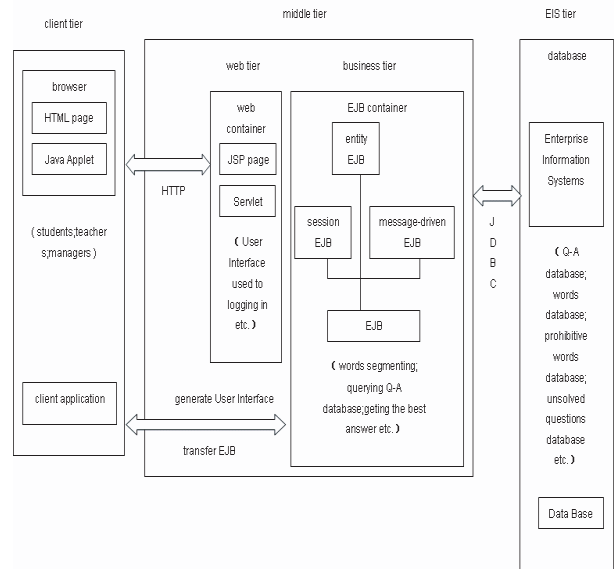 client tier
middle tier
EIS tier
web tier
business tier
database
browser
HTML page
Java Applet
( students;teacher
s;managers )
client application
HTTP
web
container
JSP page
Servlet
( User
Interface
used to
logging in
etc. )
EJB container
entity
EJB
session
EJB
message-driven
EJB
EJB
( words segmenting;
querying Q-A
database;geting the best
answer etc. )
generate User Interface
transfer EJB
J
D
B
C
Enterprise
Information
Systems
( Q-A
database;
words
database;
prohibitive
words
database;
unsolved
questions
database
etc. )
Data Base